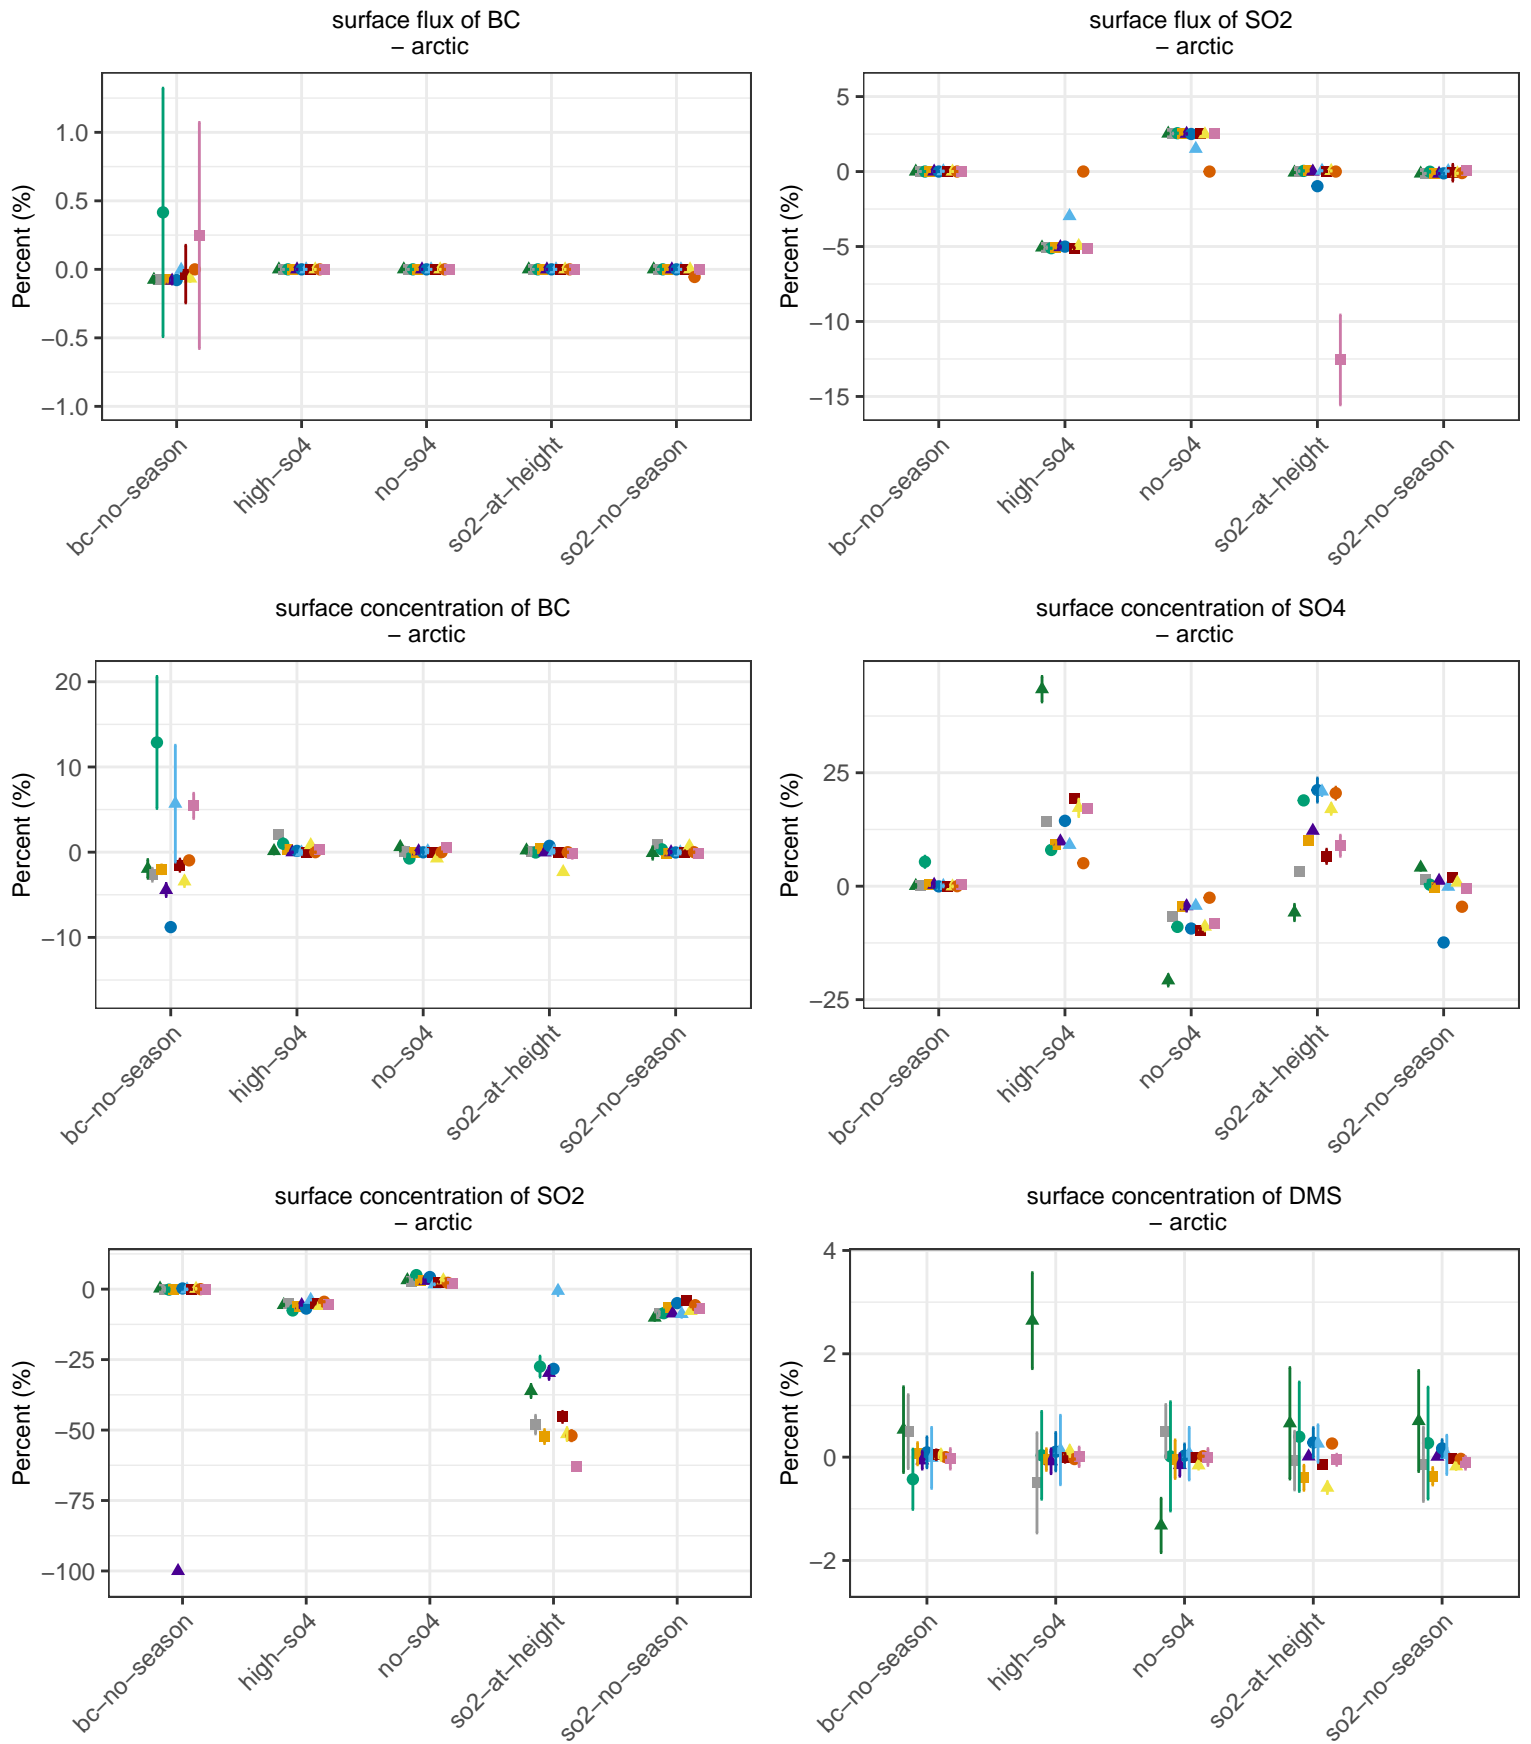 surface flux of BC
− arctic
Percent (%)
1.0
0.5
0.0
−0.5
−1.0
bc−no−season
high−so4
no−so4
so2−at−height
so2−no−season
surface flux of SO2
− arctic
Percent (%)
5
0
−5
−10
−15
bc−no−season
high−so4
no−so4
so2−at−height
so2−no−season
surface concentration of BC
− arctic
Percent (%)
20
10
0
−10
bc−no−season
high−so4
no−so4
so2−at−height
so2−no−season
surface concentration of SO4
− arctic
Percent (%)
25
0
−25
bc−no−season
high−so4
no−so4
so2−at−height
so2−no−season
surface concentration of SO2
− arctic
Percent (%)
0
−25
−50
−75
−100
bc−no−season
high−so4
no−so4
so2−at−height
so2−no−season
surface concentration of DMS
− arctic
Percent (%)
4
2
0
−2
bc−no−season
high−so4
no−so4
so2−at−height
so2−no−season